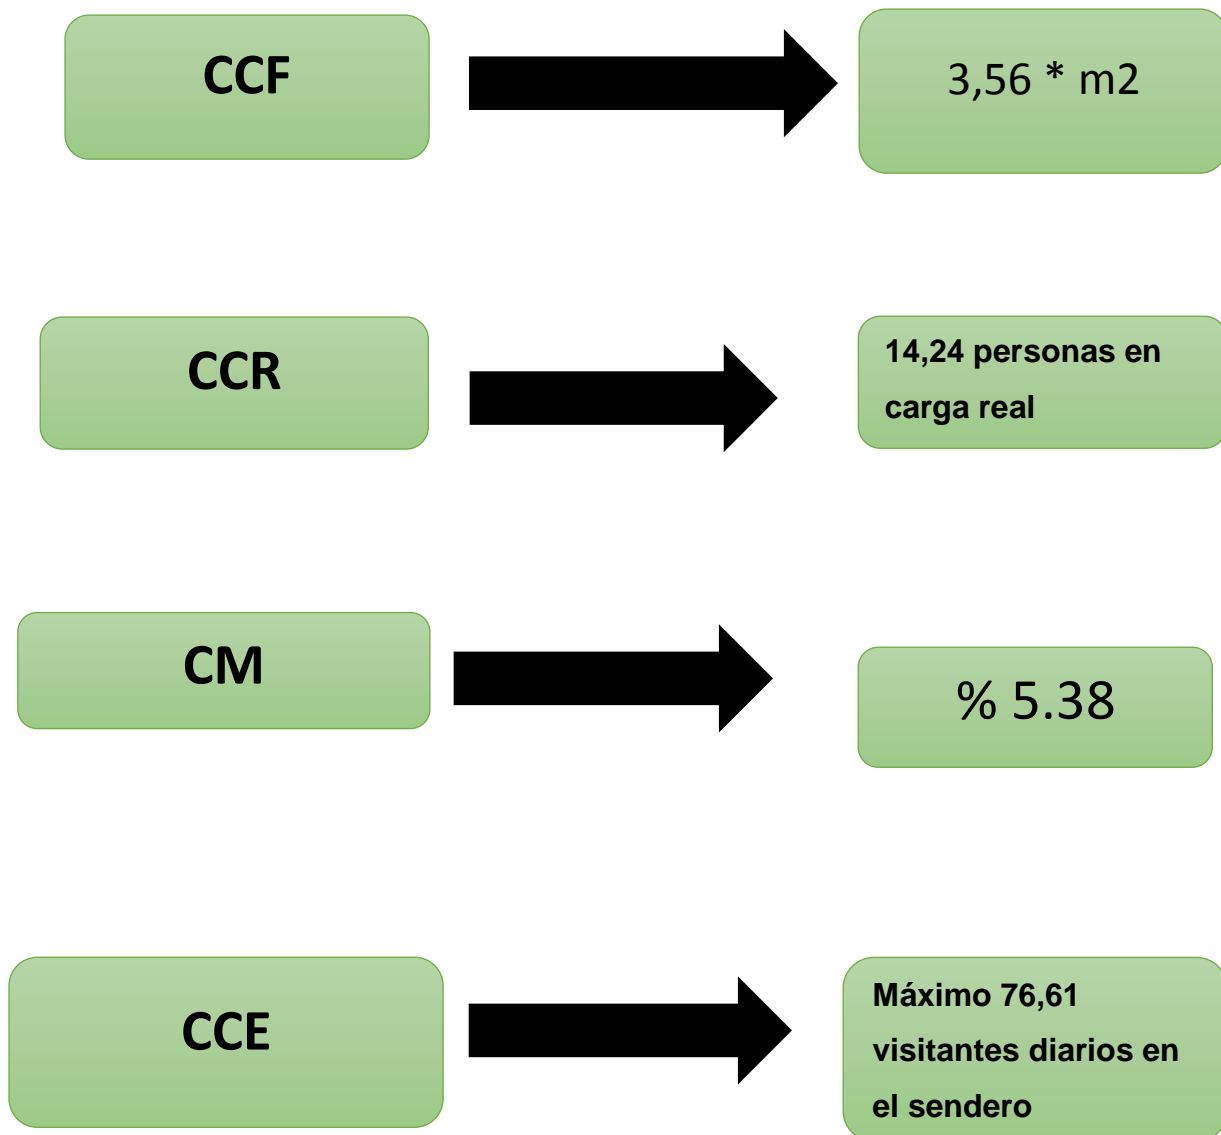 CCF
3,56 * m2
CCR
14,24 personas en
carga real
CM
% 5.38
CCE
Máximo 76,61
visitantes diarios en
el sendero